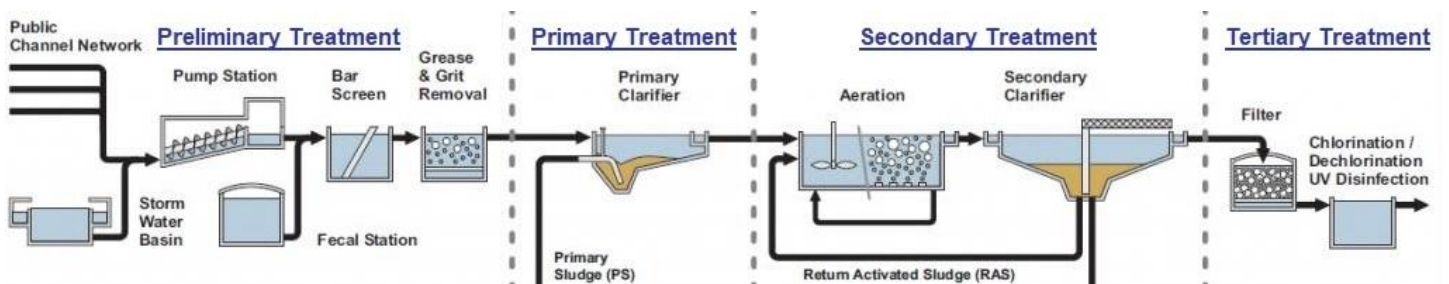 Public
Channel Network
Preliminary Treatment
Pump Station
Bar
Screen
Grease
& Grit
Removal
Storm
Water
Basin
Fecal Station
Primary Treatment
Primary
Clarifier
Primary
Sludge (PS)
Secondary Treatment
Aeration
Secondary
Clarifier
Return Activated Sludge (RAS)
Tertiary Treatment
Filter
Chlorination /
Dechlorination
UV Disinfection